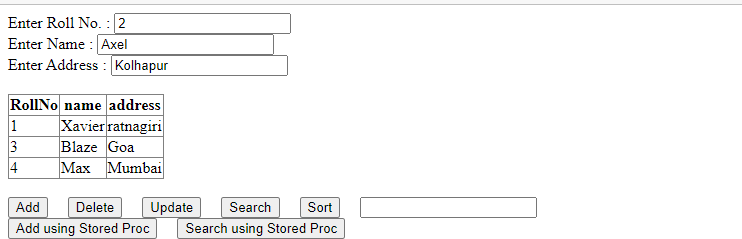 Enter Roll No. : 2
Enter Name : Axel
Enter Address : Kolhapur
RollNo name address
1 Xavier ratnagiri
3 Blaze Goa
4 Max Mumbai
Add Delete Update Search Sort
Add using Stored Proc Search using Stored Proc